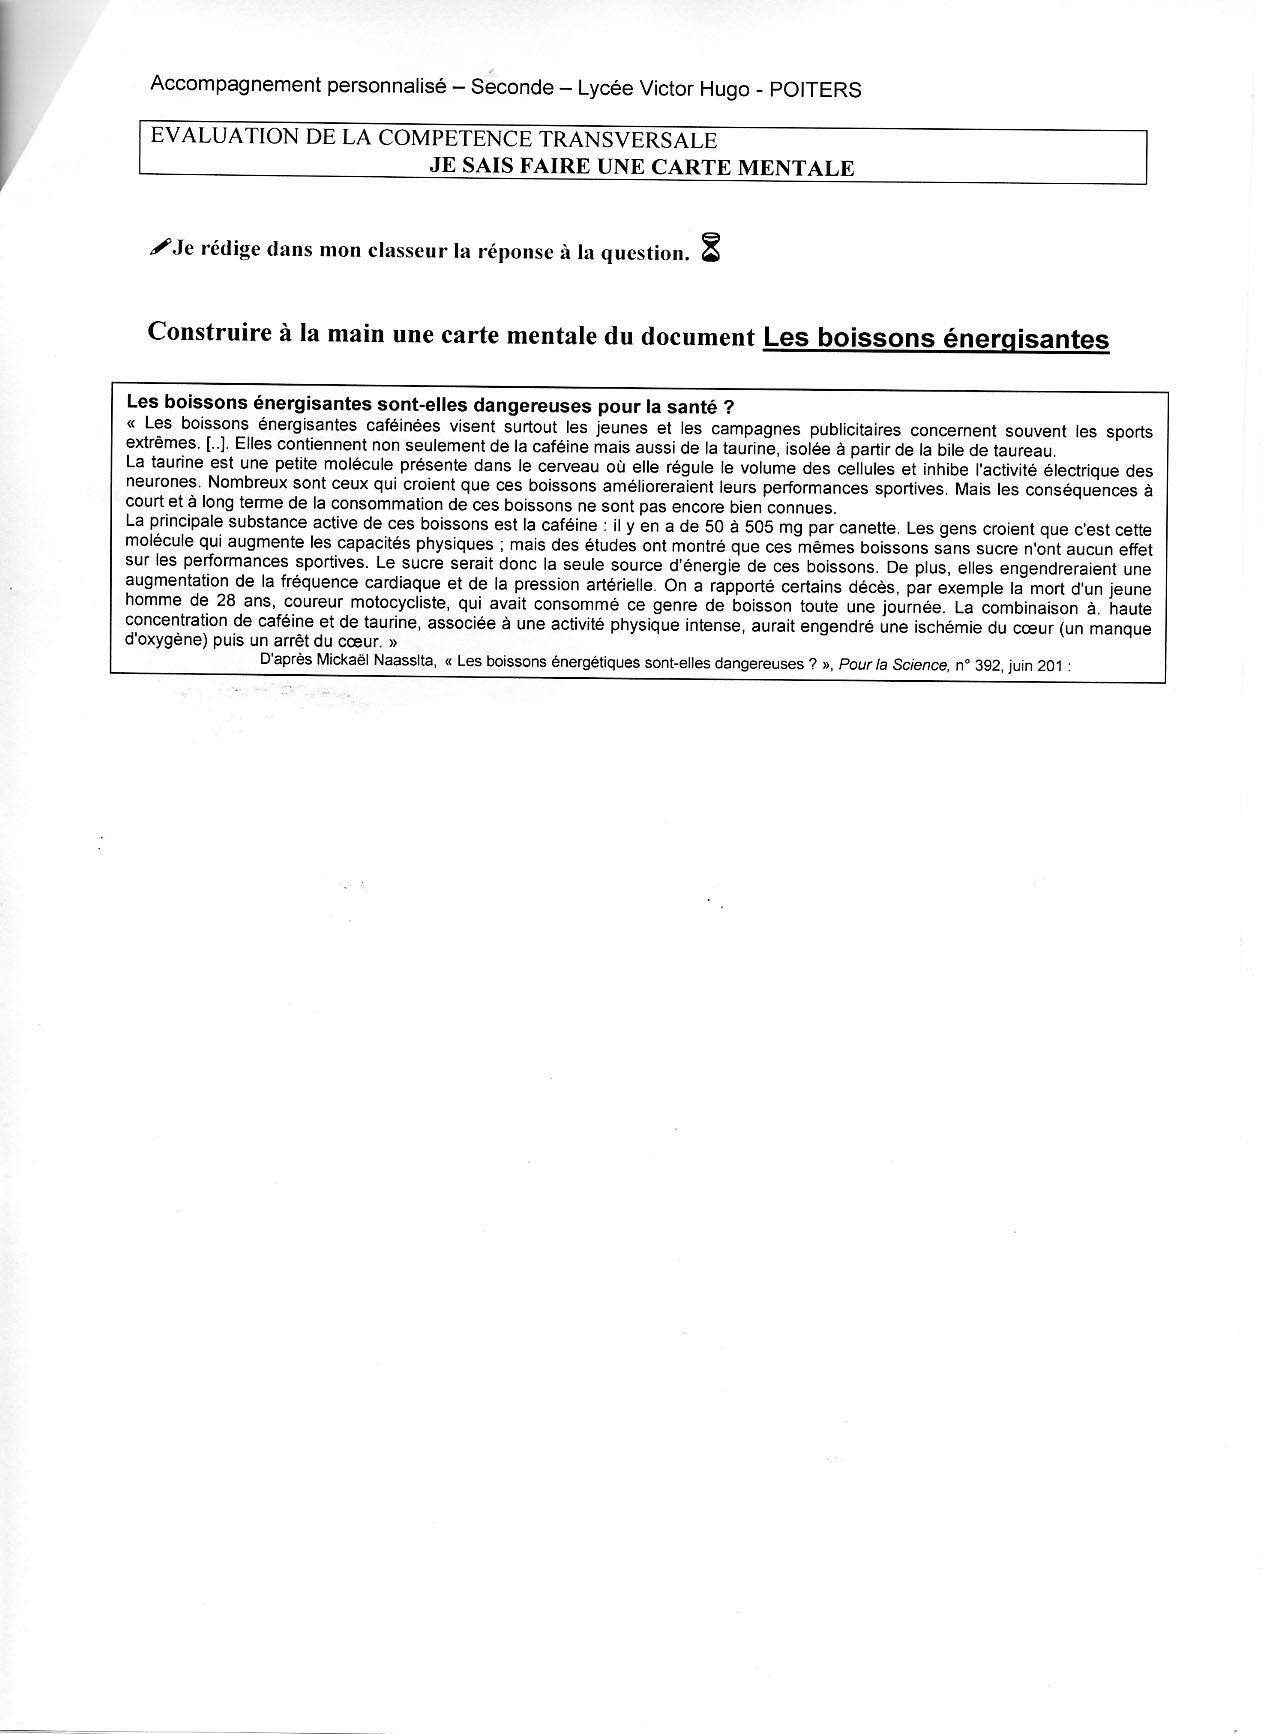 Accompagnement personnalisé – Seconde – Lycée Victor Hugo - POITERS
EVALUATION DE LA COMPETENCE TRANSVERSALE
JE SAIS FAIRE UNE CARTE MENTALE
Je rédige dans mon classeur la réponse à la question.
Construire à la main une carte mentale du document Les boissons énergisantes
Les boissons énergisantes sont-elles dangereuses pour la santé ?
« Les boissons énergisantes caféinées visent surtout les jeunes et les campagnes publicitaires concernent souvent les sports
extrêmes. [..]. Elles contiennent non seulement de la caféine mais aussi de la taurine, isolée à partir de la bile de taureau.
La taurine est une petite molécule présente dans le cerveau où elle régule le volume des cellules et inhibe l'activité électrique des
neurones. Nombreux sont ceux qui croient que ces boissons amélioreraient leurs performances sportives. Mais les conséquences à
court et à long terme de la consommation de ces boissons ne sont pas encore bien connues.
La principale substance active de ces boissons est la caféine : il y en a de 50 à 505 mg par canette. Les gens croient que c'est cette
molécule qui augmente les capacités physiques ; mais des études ont montré que ces mêmes boissons sans sucre n'ont aucun effet
sur les performances sportives. Le sucre serait donc la seule source d'énergie de ces boissons. De plus, elles engendreraient une
augmentation de la fréquence cardiaque et de la pression artérielle. On a rapporté certains décès, par exemple la mort d'un jeune
homme de 28 ans, coureur motocycliste, qui avait consommé ce genre de boisson toute une journée. La combinaison à. haute
concentration de caféine et de taurine, associée à une activité physique intense, aurait engendré une ischémie du cœur (un manque
d'oxygène) puis un arrêt du cœur. »
D'après Mickaël Naasslta, « Les boissons énergétiques sont-elles dangereuses ? », Pour la Science, n° 392, juin 201 :